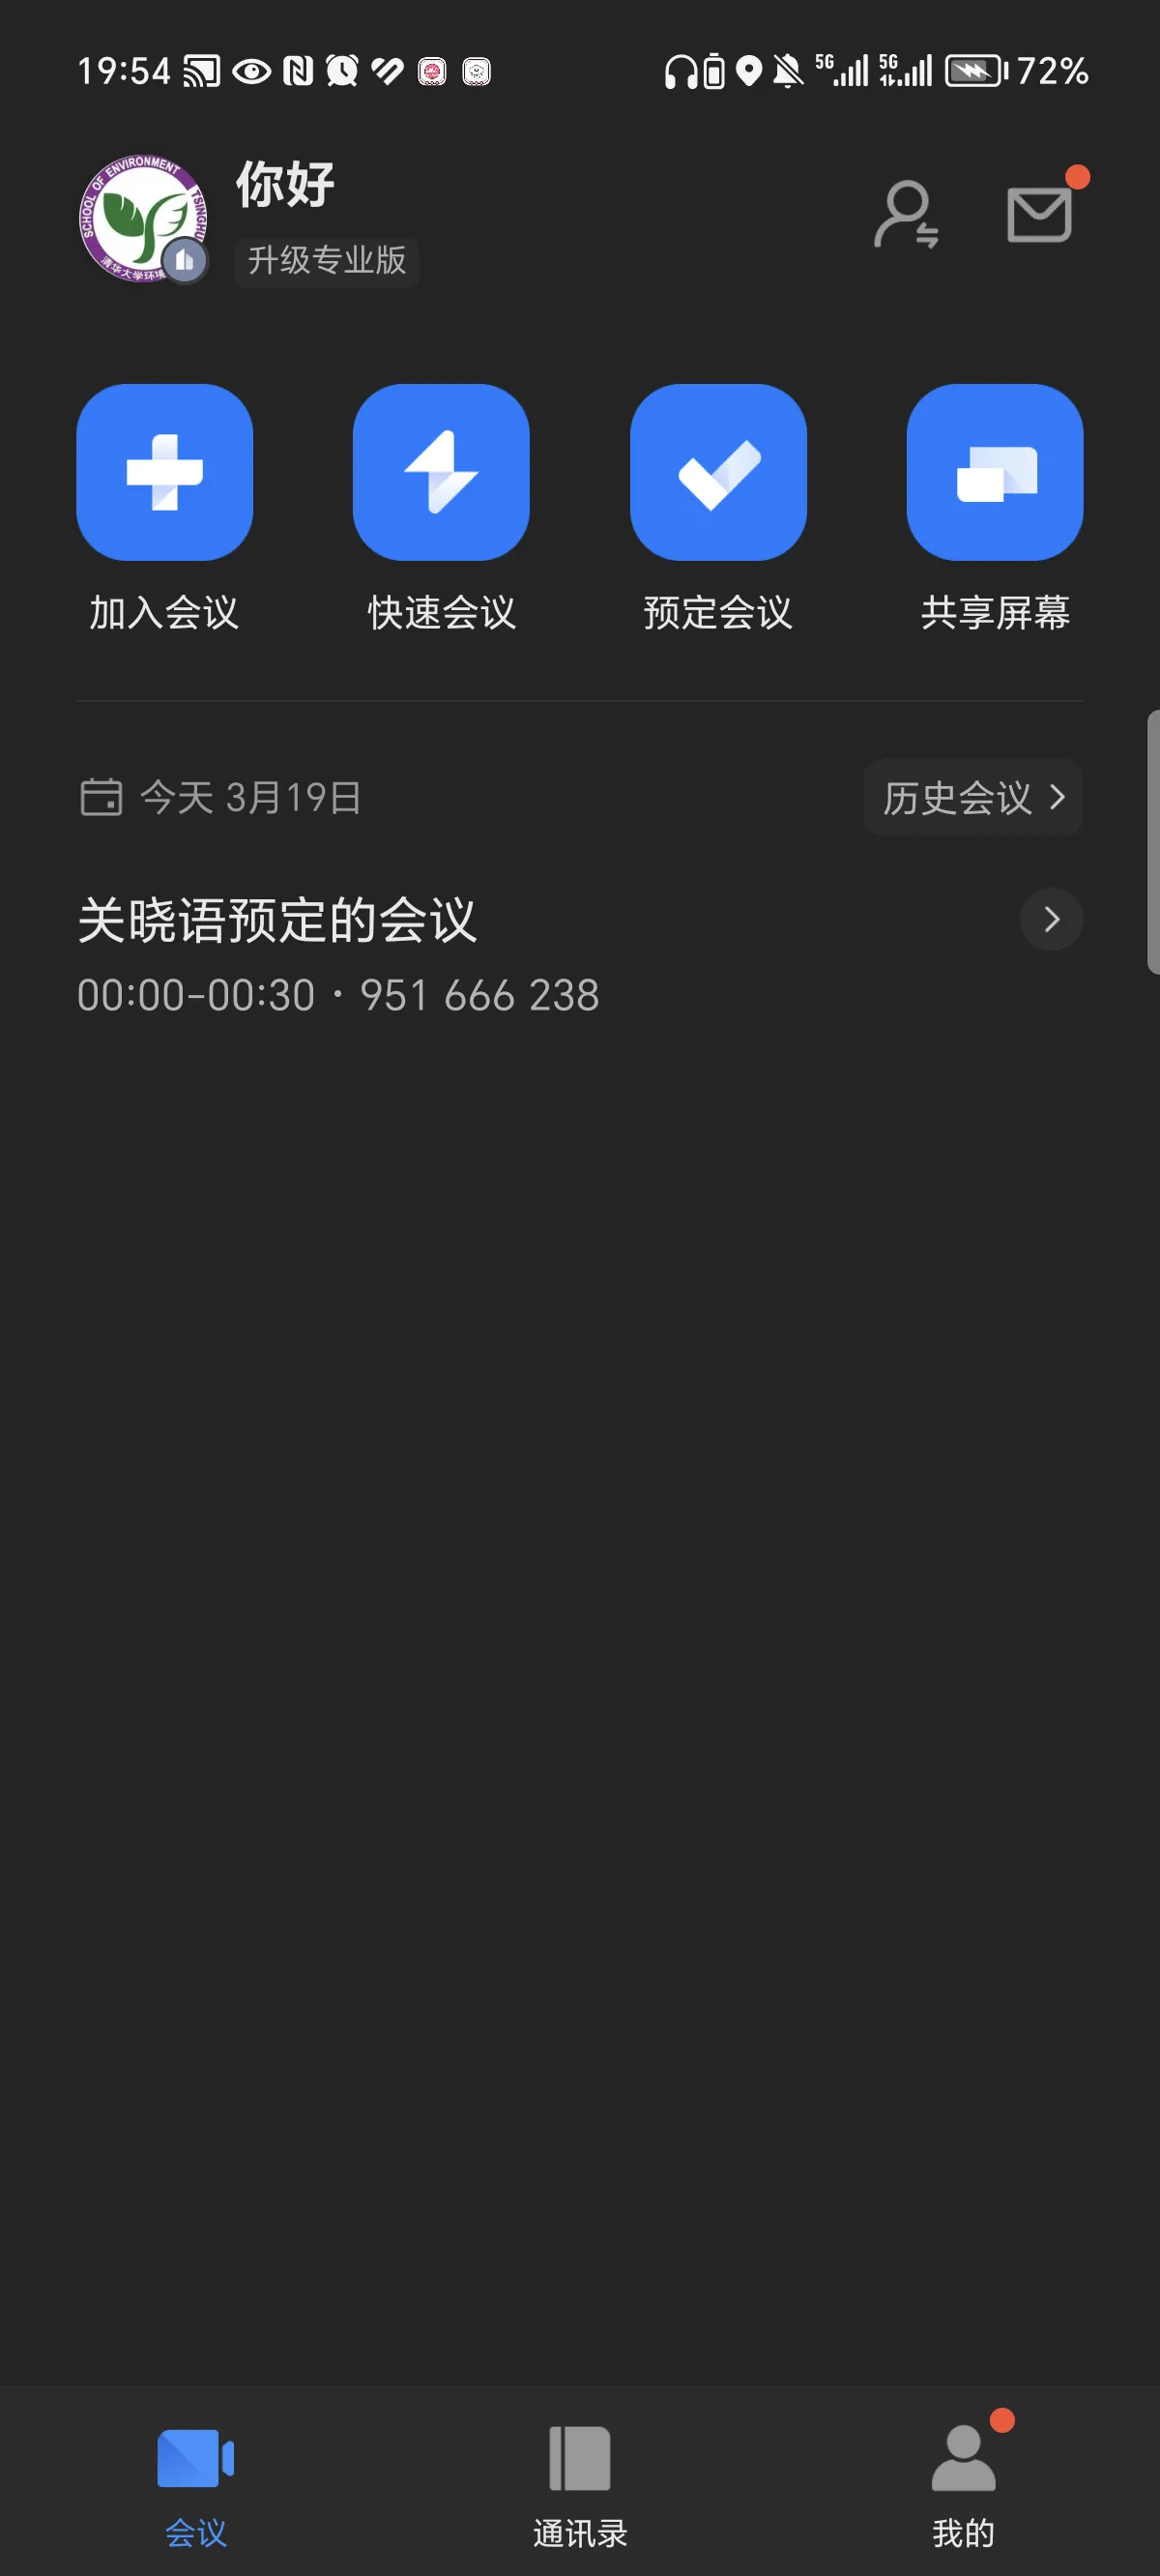 19:54 5G 5G 72%
SCHOOL OF ENVIRONMENT TSINGHU
清华大学环境
你好
升级专业版
加入会议 快速会议 预定会议 共享屏幕
今天 3月19日 历史会议
关晓语预定的会议
00:00-00:30 · 951 666 238
会议 通讯录 我的